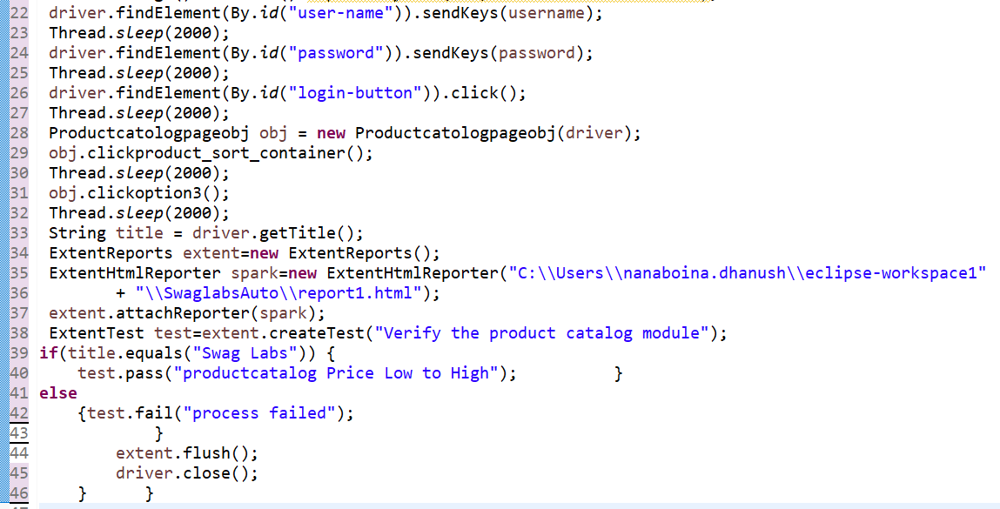 22 driver.findElement(By.id("user-name")).sendKeys(username);
23 Thread.sleep(2000);
24 driver.findElement(By.id("password")).sendKeys(password);
25 Thread.sleep(2000);
26 driver.findElement(By.id("login-button")).click();
27 Thread.sleep(2000);
28 Productcatologpageobj obj = new Productcatologpageobj(driver);
29 obj.clickproduct_sort_container();
30 Thread.sleep(2000);
31 obj.clickoption3();
32 Thread.sleep(2000);
33 String title = driver.getTitle();
34 ExtentReports extent=new ExtentReports();
35 ExtentHtmlReporter spark=new ExtentHtmlReporter("C:\\Users\\nanaboina.dhanush\\eclipse-workspace1"
36 + "\\SwaglabsAuto\\report1.html");
37 extent.attachReporter(spark);
38 ExtentTest test=extent.createTest("Verify the product catalog module");
39 if(title.equals("Swag Labs")) {
40 test.pass("productcatalog Price Low to High"); }
41 else
42 {test.fail("process failed");
43 }
44 extent.flush();
45 driver.close();
46 } }